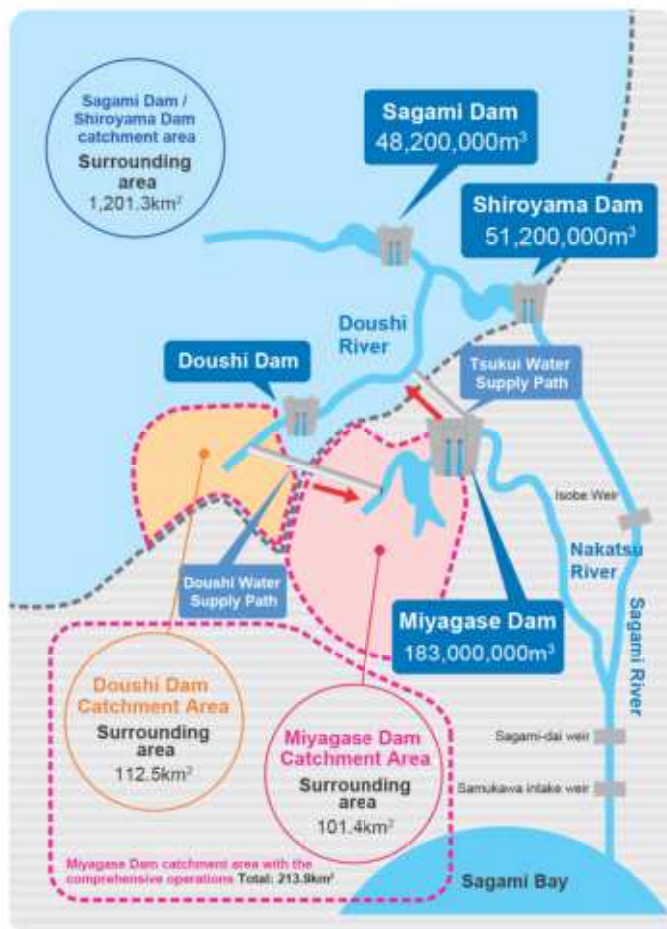 Sagami Dam /
Shiroyama Dam
catchment area
Surrounding
area
1,201.3km²
Sagami Dam
48,200,000m³
Shiroyama Dam
51,200,000m³
Doushi
River
Doushi Dam
Tsukui Water
Supply Path
Isobe Weir
Nakatsu
River
Doushi Water
Supply Path
Miyagase Dam
183,000,000m³
Sagami River
Doushi Dam
Catchment Area
Surrounding
area
112.5km²
Miyagase Dam
Catchment Area
Surrounding
area
101.4km²
Sagami-dai weir
Samukawa intake weir
Miyagase Dam catchment area with the
comprehensive operations Total: 213.9km²
Sagami Bay